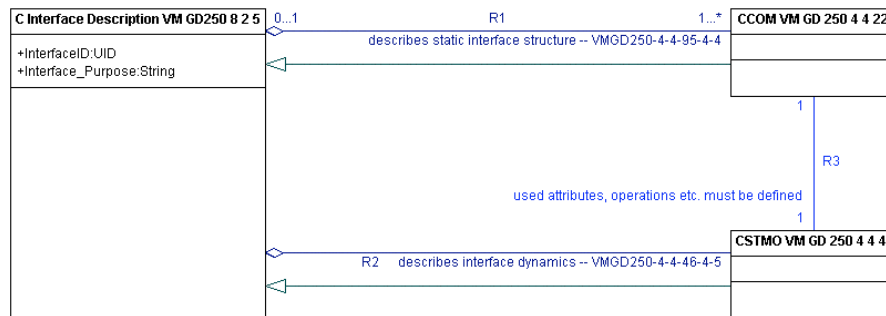 C Interface Description VM GD250 8 2 5
0...1
R1
1...*
CCOM VM GD 250 4 4 22
describes static interface structure -- VMGD250-4-4-95-4-4
+InterfaceID:UID
+Interface_Purpose:String
1
R3
used attributes, operations etc. must be defined
1
CSTMO VM GD 250 4 4 4
R2
describes interface dynamics -- VMGD250-4-4-46-4-5